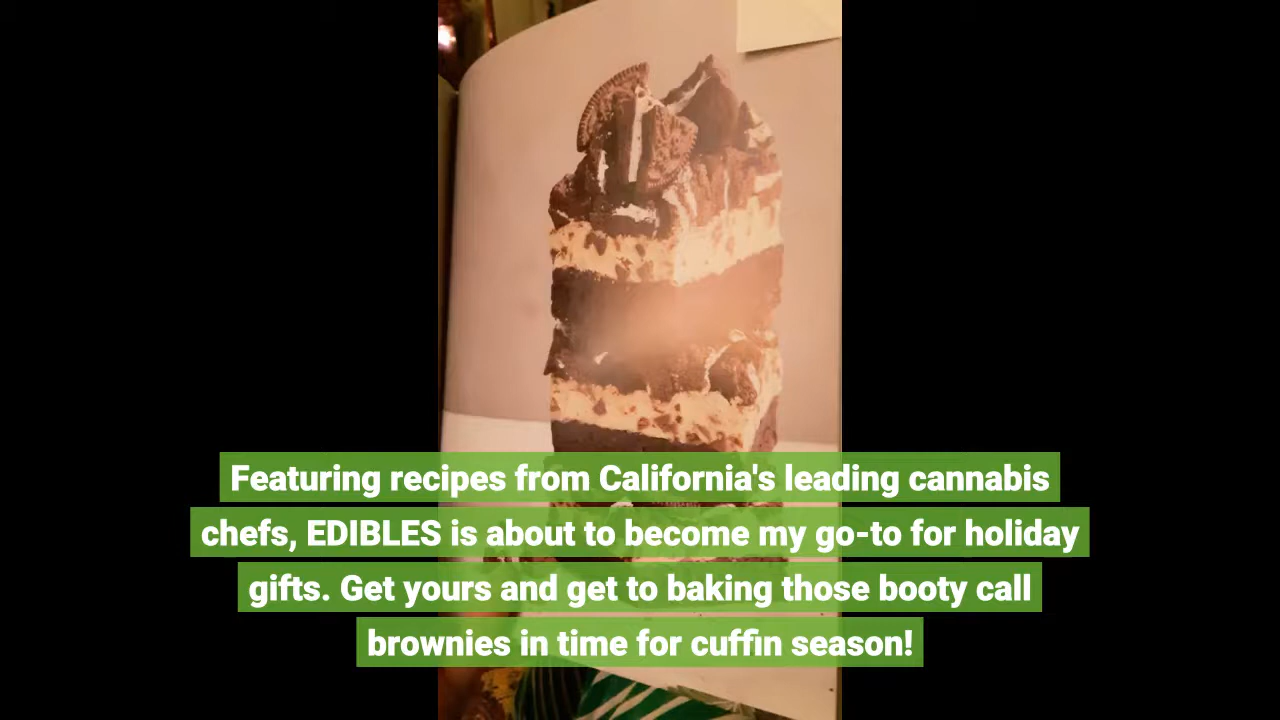 Featuring recipes from California's leading cannabis
chefs, EDIBLES is about to become my go-to for holiday
gifts. Get yours and get to baking those booty call
brownies in time for cuffin season!